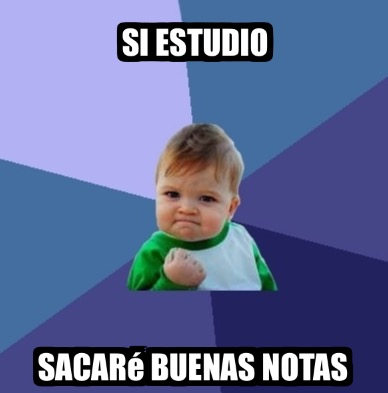 SI ESTUDIO
SACARé BUENAS NOTAS